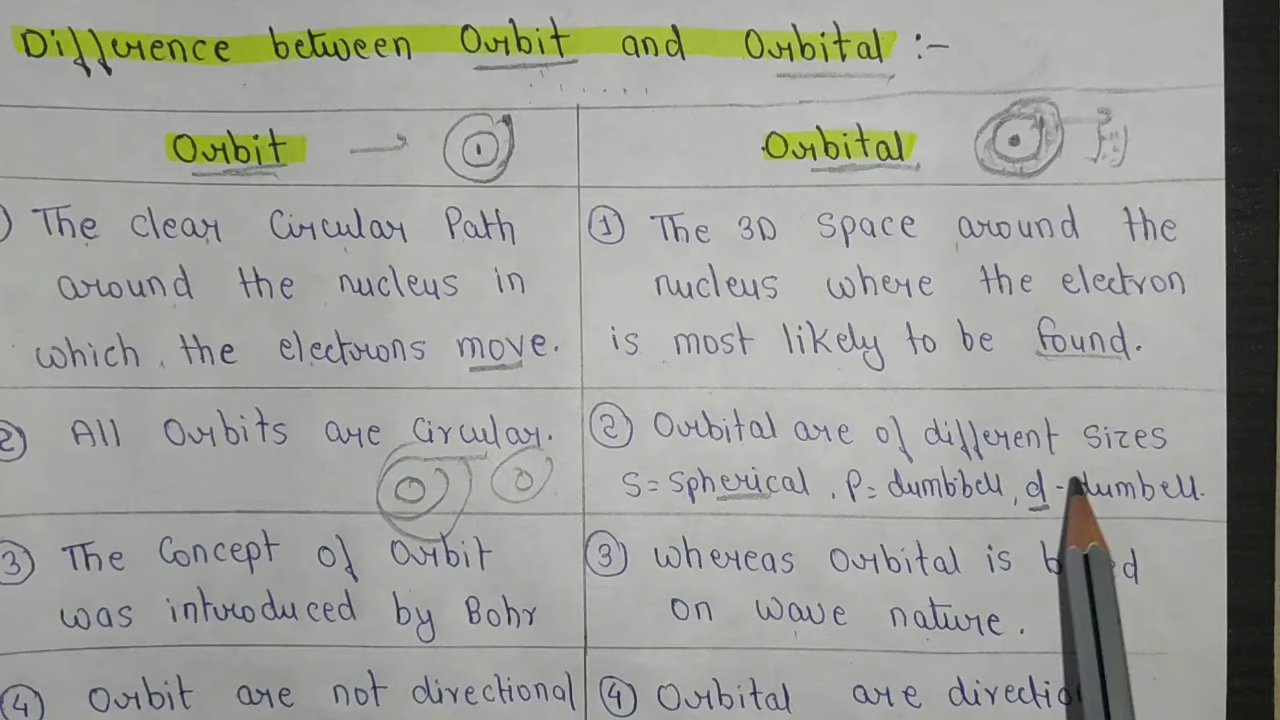 Difference between Orbit and Orbital :-
Orbit →
Orbital
The clear Circular Path
around the nucleus in
which the electrons move.
① The 3D space around the
nucleus where the electron
is most likely to be found.
② All Orbits are Circular.
② Orbital are of different sizes
S= spherical, P= dumbbell, d-dumbell.
③ The Concept of Orbit
was introduced by Bohr
③ whereas Orbital is
on wave nature.
④ Orbit are not directional
④ Orbital are